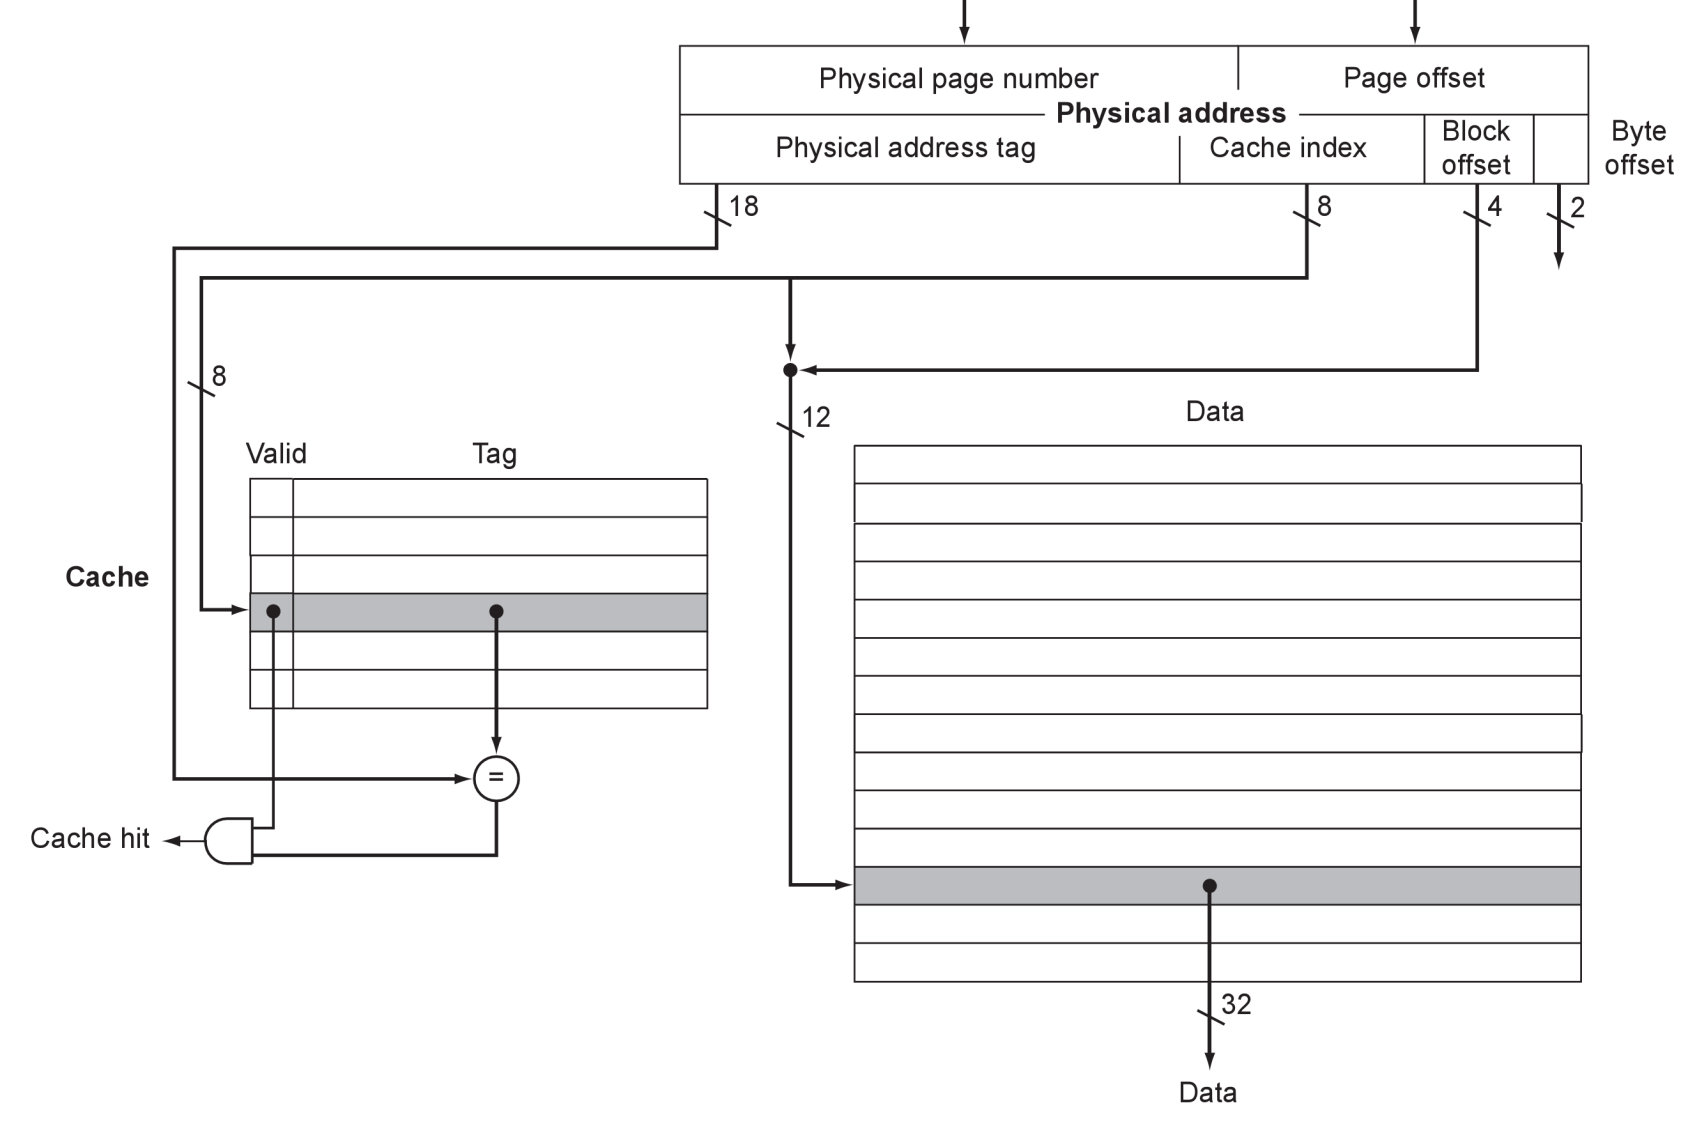 Physical page number
Page offset
Physical address
Physical address tag
Cache index
Block
offset
Byte
offset
18
8
4
2
8
12
Data
Valid
Tag
Cache
=
Cache hit
32
Data